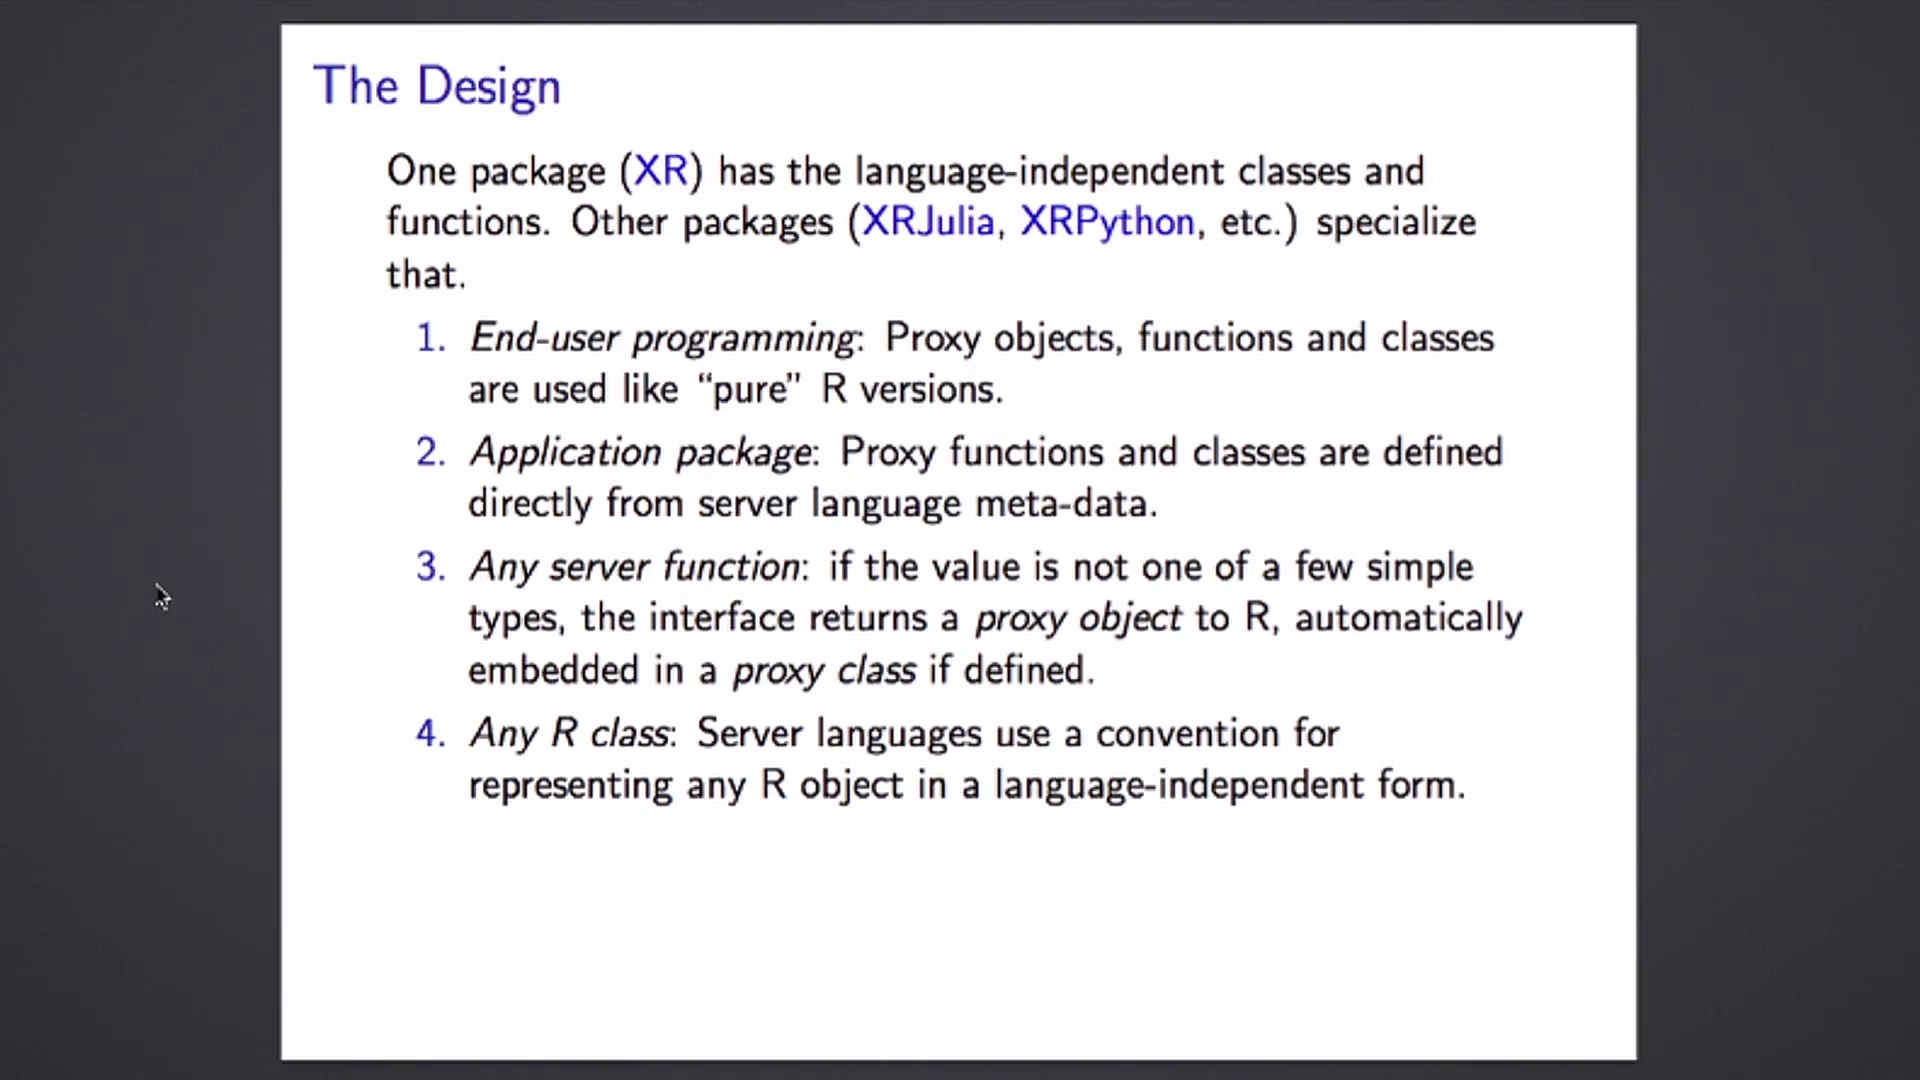 The Design
One package (XR) has the language-independent classes and
functions. Other packages (XRJulia, XRPython, etc.) specialize
that.
1. End-user programming: Proxy objects, functions and classes
are used like “pure” R versions.
2. Application package: Proxy functions and classes are defined
directly from server language meta-data.
3. Any server function: if the value is not one of a few simple
types, the interface returns a proxy object to R, automatically
embedded in a proxy class if defined.
4. Any R class: Server languages use a convention for
representing any R object in a language-independent form.